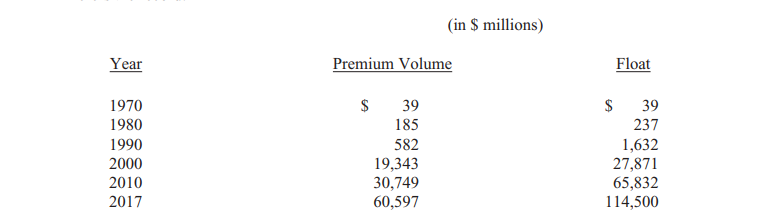 (in $ millions)
Year Premium Volume Float
1970 $ 39 $ 39
1980 185 237
1990 582 1,632
2000 19,343 27,871
2010 30,749 65,832
2017 60,597 114,500